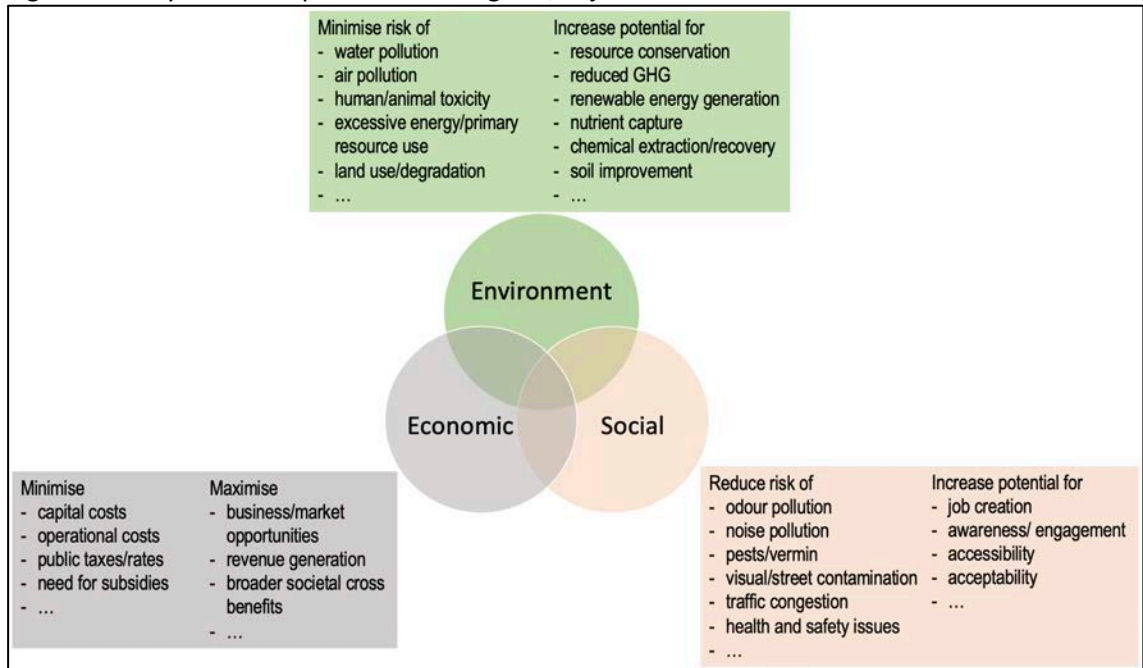 Minimise risk of
- water pollution
- air pollution
- human/animal toxicity
- excessive energy/primary
resource use
- land use/degradation
- ...
Increase potential for
- resource conservation
- reduced GHG
- renewable energy generation
- nutrient capture
- chemical extraction/recovery
- soil improvement
- ...
Environment
Economic
Social
Minimise
- capital costs
- operational costs
- public taxes/rates
- need for subsidies
- ...
Maximise
- business/market
opportunities
- revenue generation
- broader societal cross
benefits
- ...
Reduce risk of
- odour pollution
- noise pollution
- pests/vermin
- visual/street contamination
- traffic congestion
- health and safety issues
- ...
Increase potential for
- job creation
- awareness/ engagement
- accessibility
- acceptability
- ...